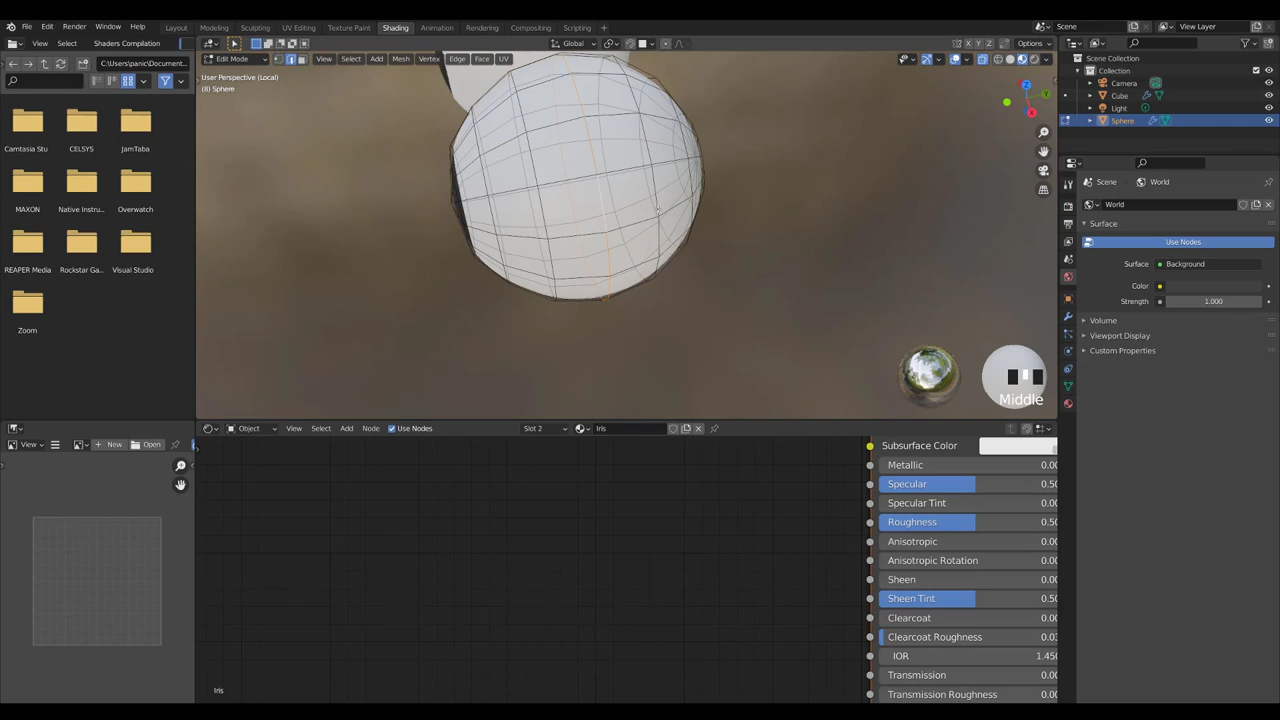 File Edit Render Window Help Layout Modeling Sculpting UV Editing Texture Paint Shading Animation Rendering Compositing Scripting Scene View Layer
View Select Shaders Compilation Global Options
C:\Users\panic\Document... Edit Mode View Select Add Mesh Vertex Edge Face UV X Y Z
User Perspective (Local)
(8) Sphere
Scene Collection
Collection
Camera
Cube
Light
Sphere
Camtasia Stu CELSYS JamTaba
MAXON Native Instru... Overwatch
REAPER Media Rockstar Ga... Visual Studio
Zoom
Z
Y
X
Scene World
World
Surface
Use Nodes
Surface Background
Color
Strength 1.000
Volume
Viewport Display
Custom Properties
Middle
Object View Select Add Node Use Nodes Slot 2 Iris
View New Open
Subsurface Color
Metallic 0.00
Specular 0.50
Specular Tint 0.00
Roughness 0.50
Anisotropic 0.00
Anisotropic Rotation 0.00
Sheen 0.00
Sheen Tint 0.50
Clearcoat 0.00
Clearcoat Roughness 0.03
IOR 1.450
Transmission 0.00
Transmission Roughness 0.00
Iris